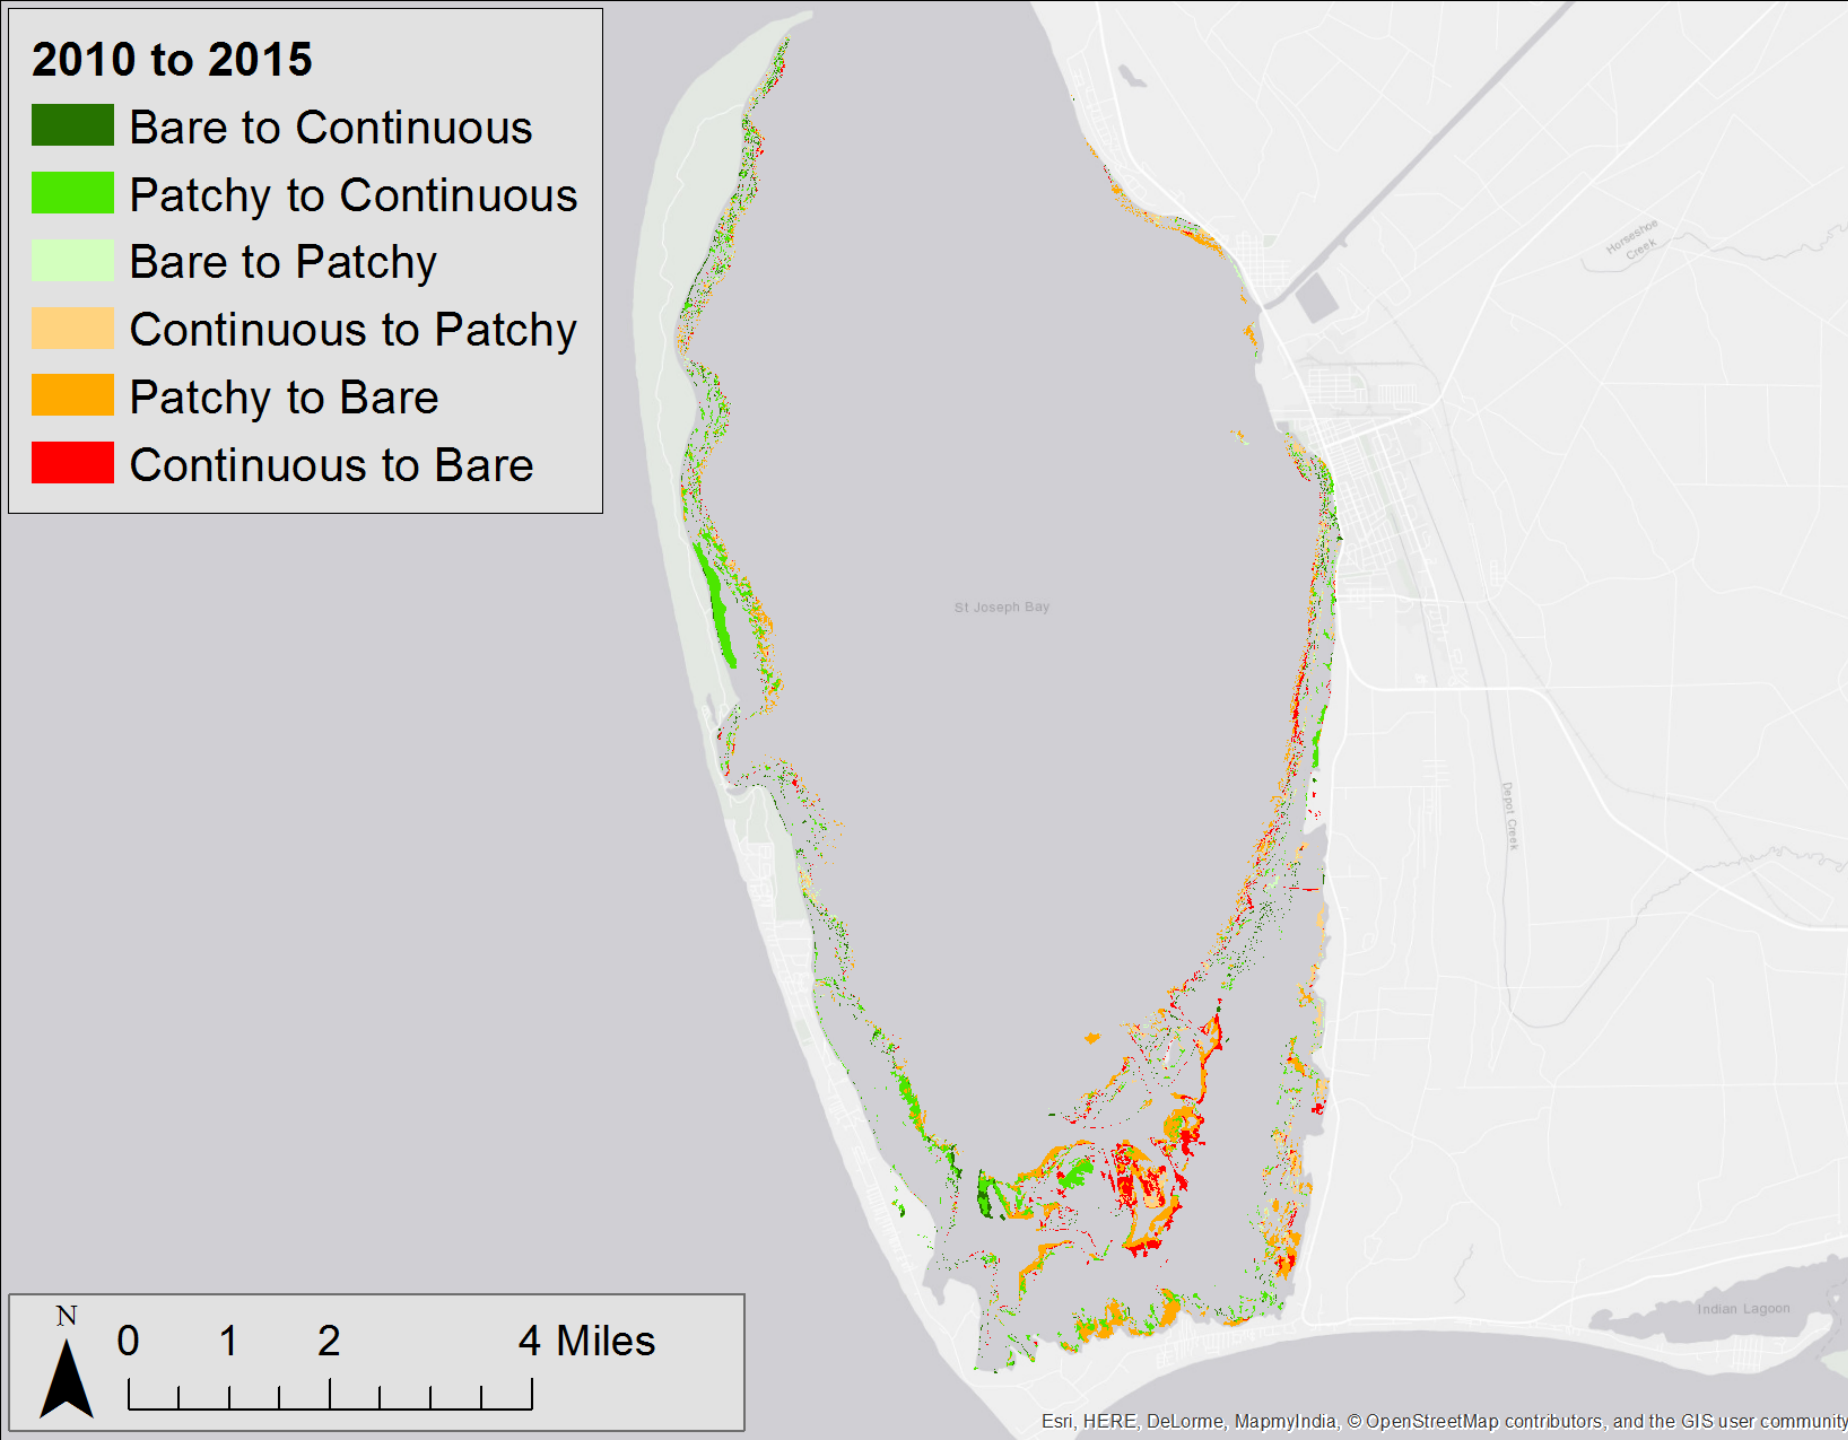 2010 to 2015
Bare to Continuous
Patchy to Continuous
Bare to Patchy
Continuous to Patchy
Patchy to Bare
Continuous to Bare
Horseshoe
Creek
St Joseph Bay
Depot Creek
Indian Lagoon
N
0 1 2 4 Miles
Esri, HERE, DeLorme, MapmyIndia, © OpenStreetMap contributors, and the GIS user community